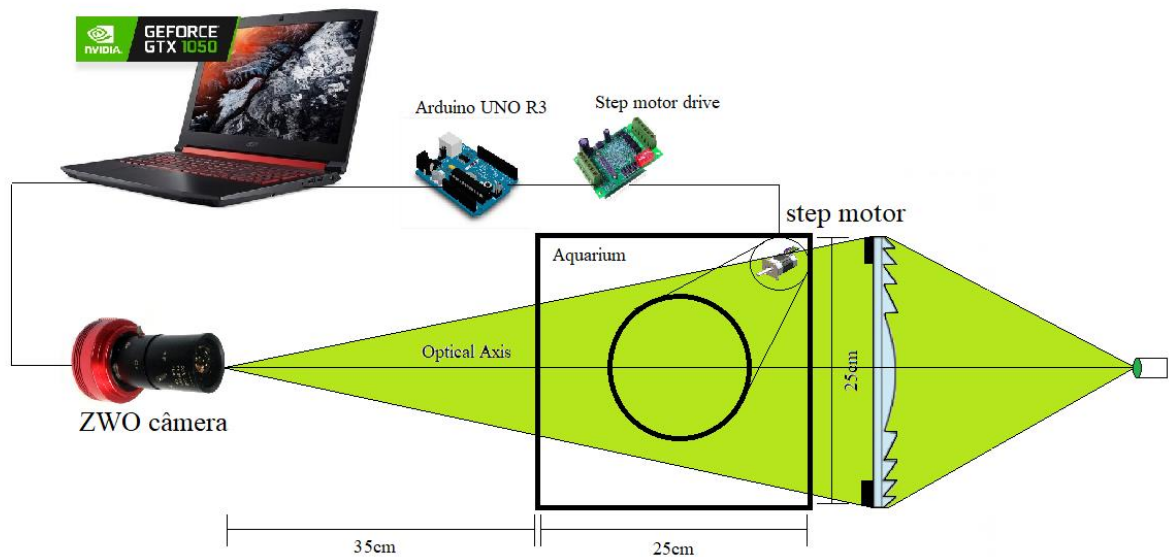 NVIDIA
GEFORCE
GTX 1050
Arduino UNO R3
Step motor drive
step motor
Aquarium
Optical Axis
25cm
ZWO câmera
35cm
25cm